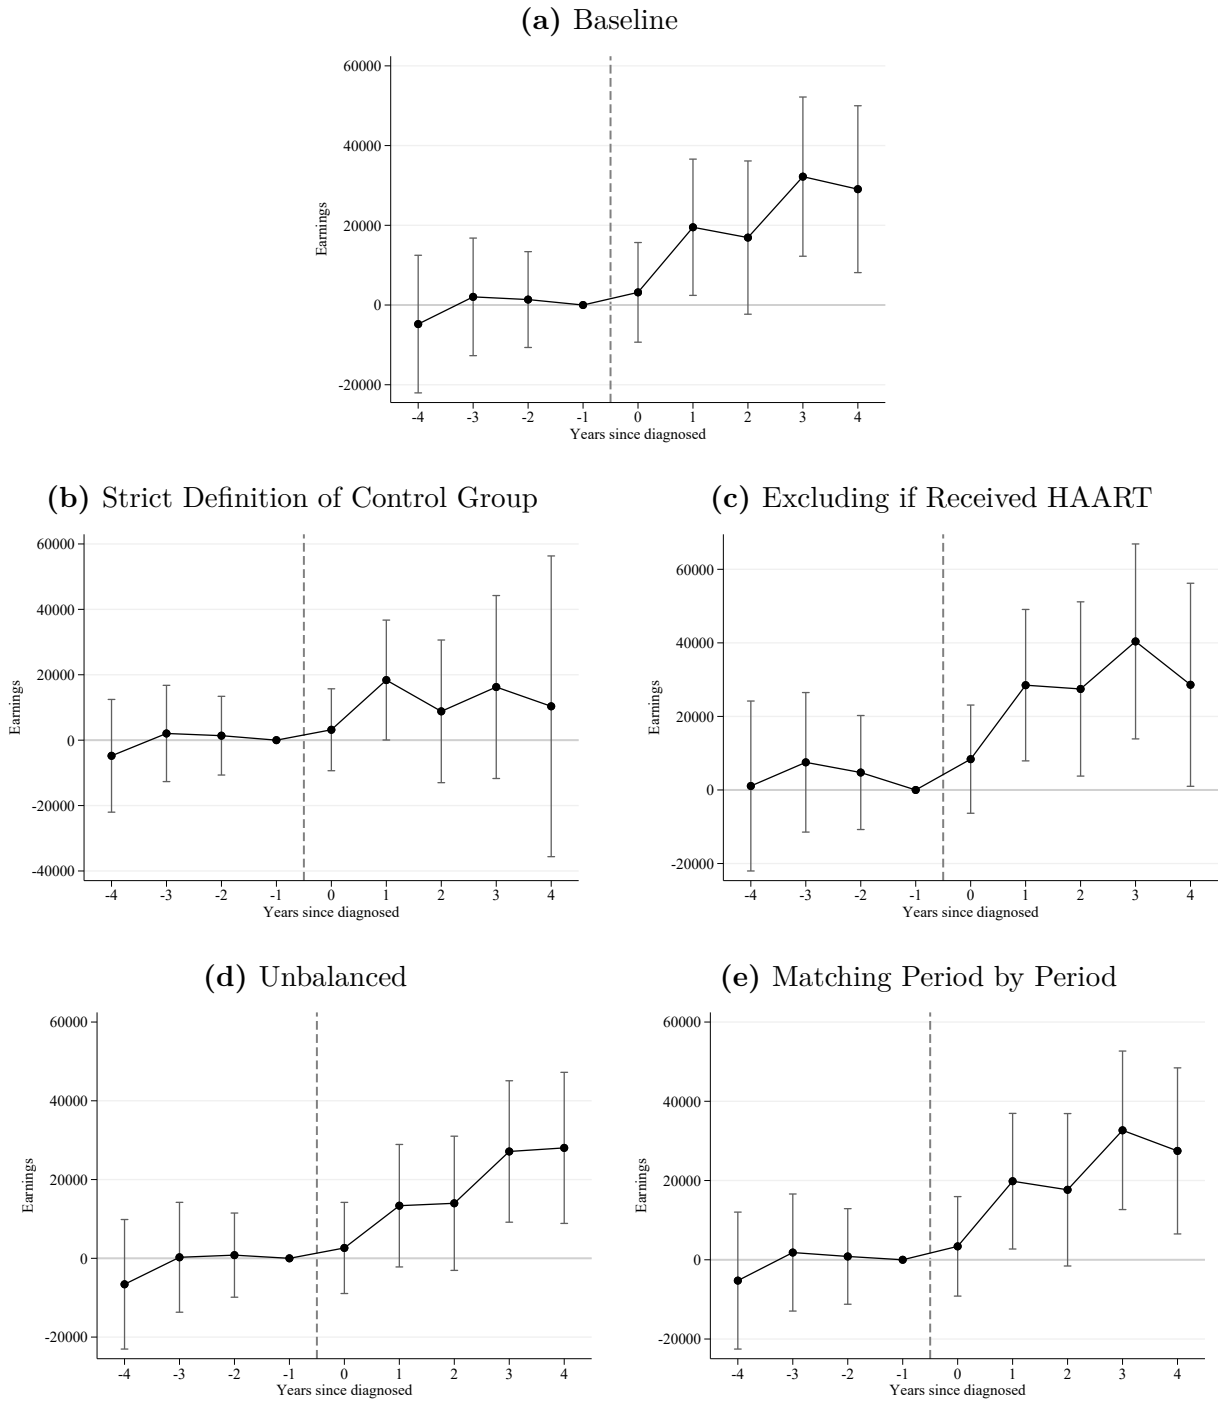 (a) Baseline
60000
40000
20000
0
-20000
Earnings
-4 -3 -2 -1 0 1 2 3 4
Years since diagnosed
(b) Strict Definition of Control Group
60000
40000
20000
0
-20000
-40000
Earnings
-4 -3 -2 -1 0 1 2 3 4
Years since diagnosed
(c) Excluding if Received HAART
60000
40000
20000
0
-20000
Earnings
-4 -3 -2 -1 0 1 2 3 4
Years since diagnosed
(d) Unbalanced
60000
40000
20000
0
-20000
Earnings
-4 -3 -2 -1 0 1 2 3 4
Years since diagnosed
(e) Matching Period by Period
60000
40000
20000
0
-20000
Earnings
-4 -3 -2 -1 0 1 2 3 4
Years since diagnosed